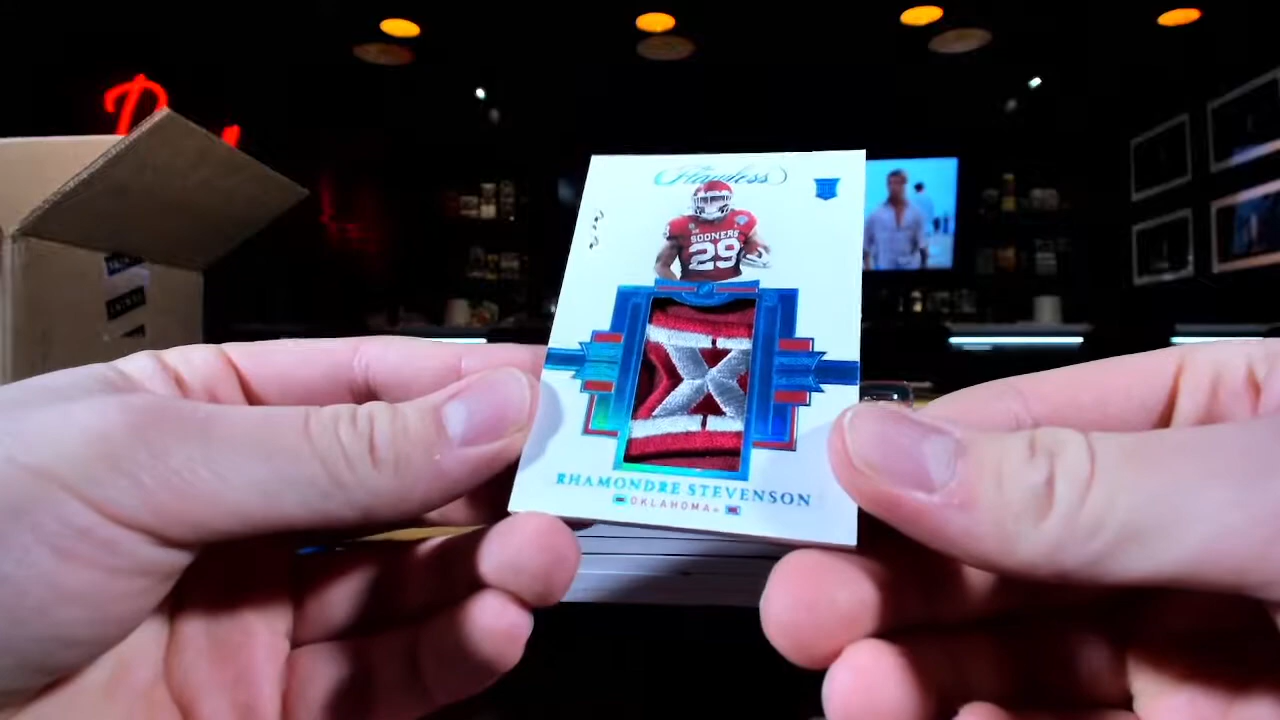 Flawless
SOONERS
29
X
RHAMONDRE STEVENSON
OKLAHOMA